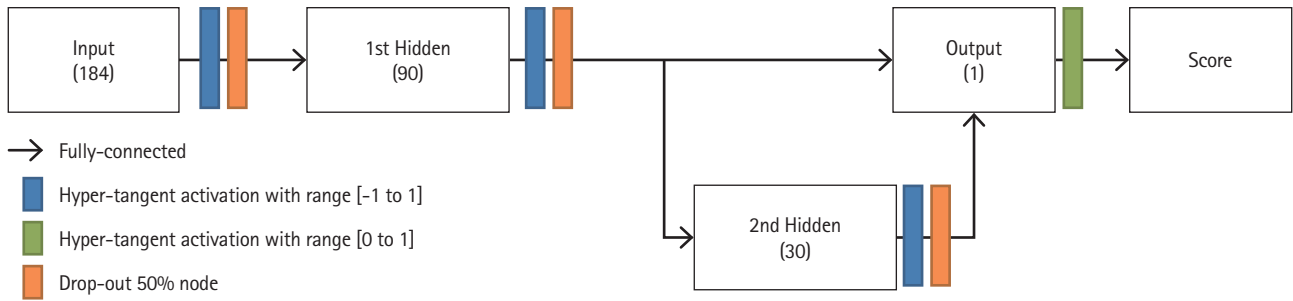 Input
(184)
1st Hidden
(90)
Output
(1)
Score
2nd Hidden
(30)
Fully-connected
Hyper-tangent activation with range [-1 to 1]
Hyper-tangent activation with range [0 to 1]
Drop-out 50% node